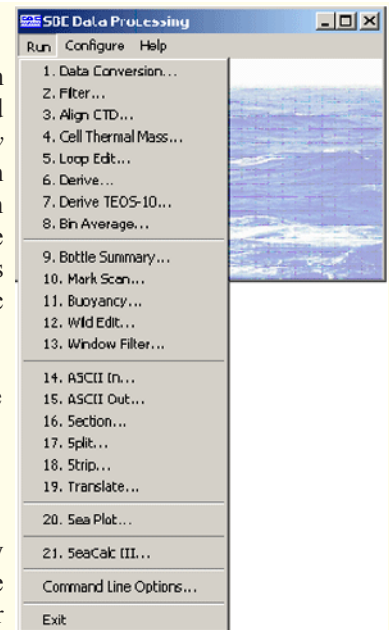 SBE Data Processing
Run Configure Help
1. Data Conversion...
2. Filter...
3. Align CTD...
4. Cell Thermal Mass...
5. Loop Edit...
6. Derive...
7. Derive TEOS-10...
8. Bin Average...
9. Bottle Summary...
10. Mark Scan...
11. Buoyancy...
12. Wild Edit...
13. Window Filter...
14. ASCII In...
15. ASCII Out...
16. Section...
17. Split...
18. Strip...
19. Translate...
20. Sea Plot...
21. SeaCalc III...
Command Line Options...
Exit